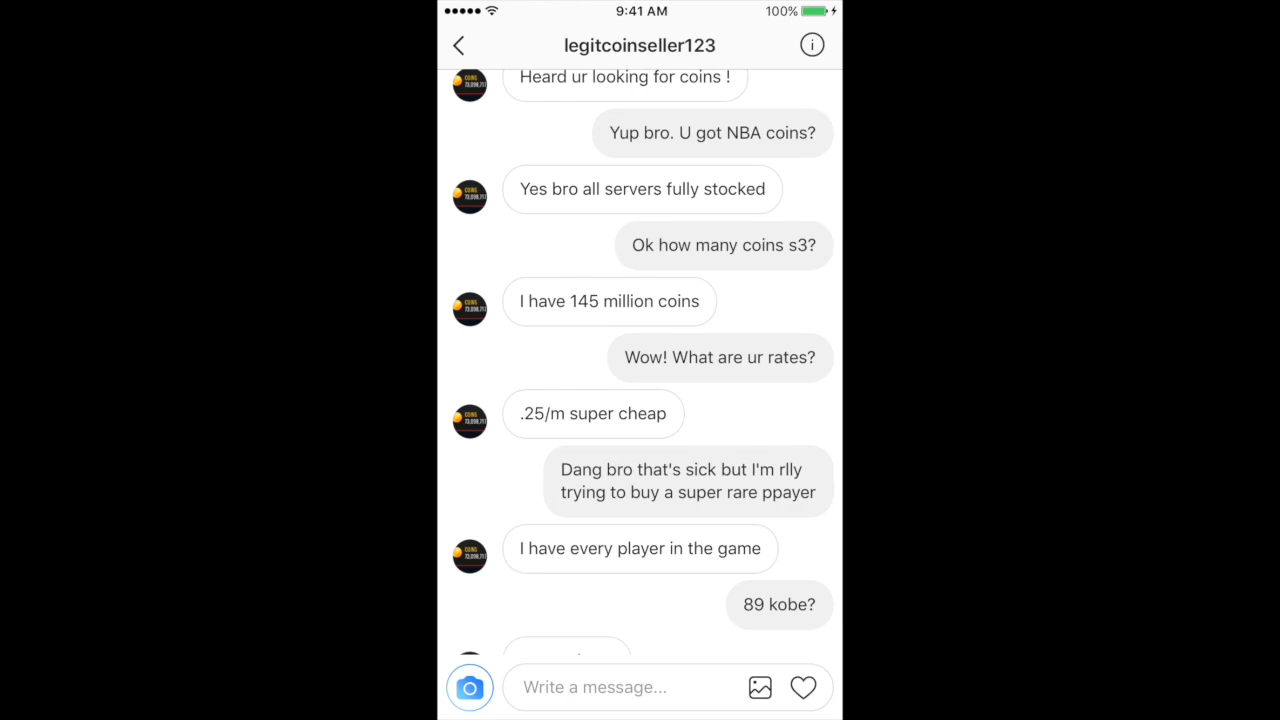 9:41 AM
100%
legitcoinseller123
Heard ur looking for coins !
Yup bro. U got NBA coins?
Yes bro all servers fully stocked
Ok how many coins s3?
I have 145 million coins
Wow! What are ur rates?
.25/m super cheap
Dang bro that's sick but I'm rlly
trying to buy a super rare ppayer
I have every player in the game
89 kobe?
Write a message...